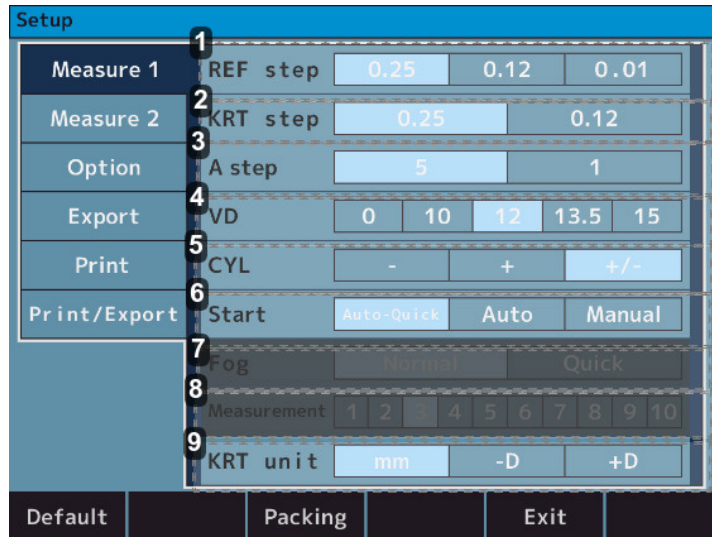 Setup
Measure 1
Measure 2
Option
Export
Print
Print/Export
1
REF step 0.25 0.12 0.01
2
KRT step 0.25 0.12
3
A step 5 1
4
VD 0 10 12 13.5 15
5
CYL - + +/-
6
Start Auto-Quick Auto Manual
7
Fog Normal Quick
8
Measurement 1 2 3 4 5 6 7 8 9 10
9
KRT unit mm -D +D
Default Packing Exit